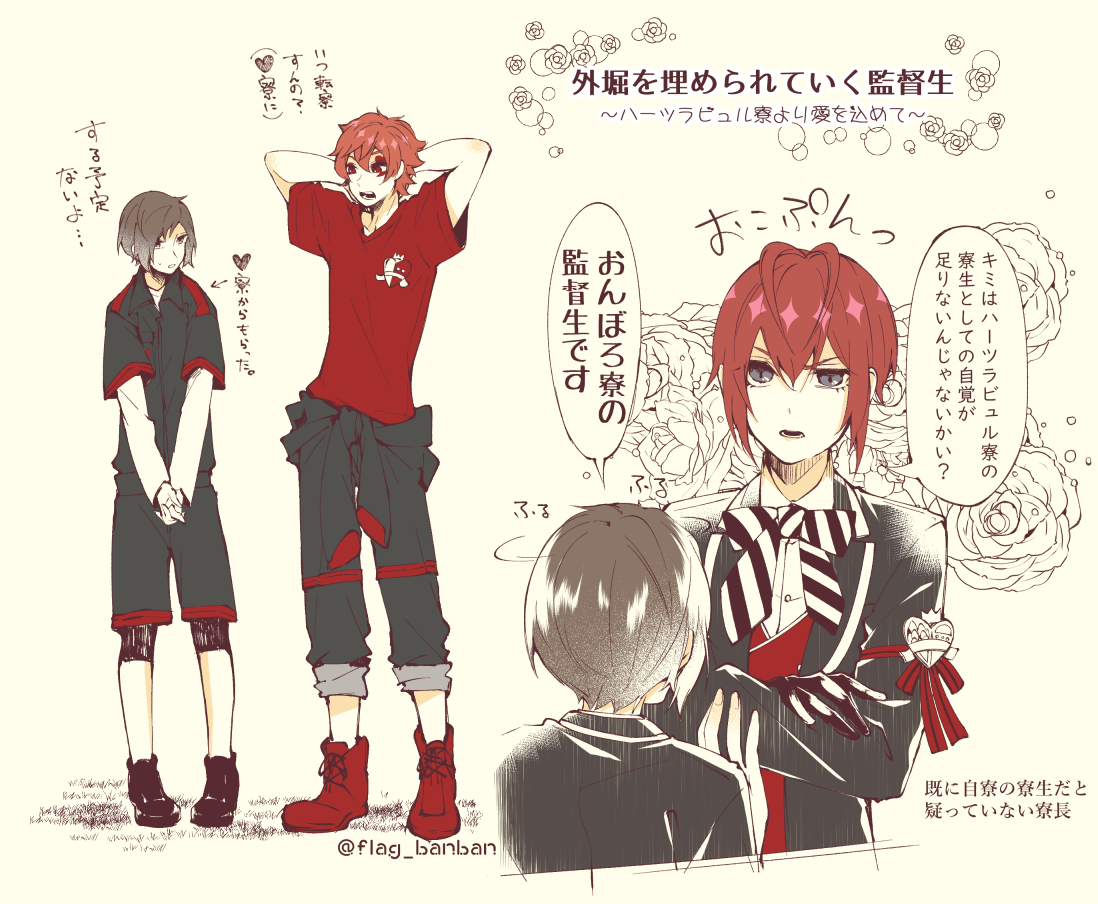 外堀を埋められていく監督生
～ハーツラビュル寮より愛を込めて～
いつ転寮
すんの？
(♥寮に)
する予定
ないよ…
♥寮からもらった。
おこぷんっ
キミはハーツラビュル寮の
寮生としての自覚が
足りないんじゃないかい？
おんぼろ寮の
監督生です
ふる
ふる
既に自寮の寮生だと
疑っていない寮長
@flag_banban